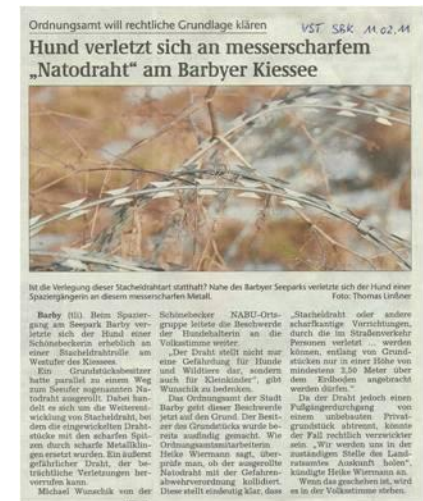 Ordnungsamt will rechtliche Grundlage klären
VST SBK 11.02.11
Hund verletzt sich an messerscharfem
„Natodraht“ am Barbyer Kiessee
Ist die Verlegung dieser Stacheldrahtart statthaft? Nahe des Barbyer Seeparks verletzte sich der Hund einer
Spaziergängerin an diesem messerscharfen Metall. Foto: Thomas Linßner
Barby (tli). Beim Spazier-
gang am Seepark Barby ver-
letzte sich der Hund einer
Schönebeckerin erheblich an
einer Stacheldrahtrolle am
Westufer des Kiessees.
Ein Grundstücksbesitzer
hatte parallel zu einem Weg
zum Seeufer sogenannten Na-
todraht ausgerollt. Dabei han-
delt es sich um die Weiterent-
wicklung von Stacheldraht, bei
dem die eingewickelten Draht-
stücke mit den scharfen Spit-
zen durch scharfe Metallklin-
gen ersetzt wurden. Ein äußerst
gefährlicher Draht, der be-
trächtliche Verletzungen her-
vorrufen kann.
Michael Wunschik von der
Schönebecker NABU-Orts-
gruppe leitete die Beschwerde
der Hundehalterin an die
Volksstimme weiter.
„Der Draht stellt nicht nur
eine Gefährdung für Hunde
und Wildtiere dar, sondern
auch für Kleinkinder“, gibt
Wunschik zu bedenken.
Das Ordnungsamt der Stadt
Barby geht dieser Beschwerde
jetzt auf den Grund. Der Besit-
zer des Grundstücks wurde be-
reits ausfindig gemacht. Wie
Ordnungsamtsmitarbeiterin
Heike Wiermann sagt, über-
prüfe man, ob der ausgerollte
Natodraht mit der Gefahren-
abwehrverordnung kollidiert.
Diese stellt eindeutig klar, dass
„Stacheldraht oder andere
scharfkantige Vorrichtungen,
durch die im Straßenverkehr
Personen verletzt ... werden
können, entlang von Grund-
stücken nur in einer Höhe von
mindestens 2,50 Meter über
dem Erdboden angebracht
werden dürfen.“
Da der Draht jedoch einen
Fußgängerdurchgang von
einem unbebauten Privat-
grundstück abtrennt, könnte
der Fall rechtlich verzwickter
sein. „Wir werden uns in der
zuständigen Stelle des Land-
ratsamtes Auskunft holen“,
kündigte Heike Wiermann an.
Wenn das geschehen ist, wird
es in der Volksstimme stehen.